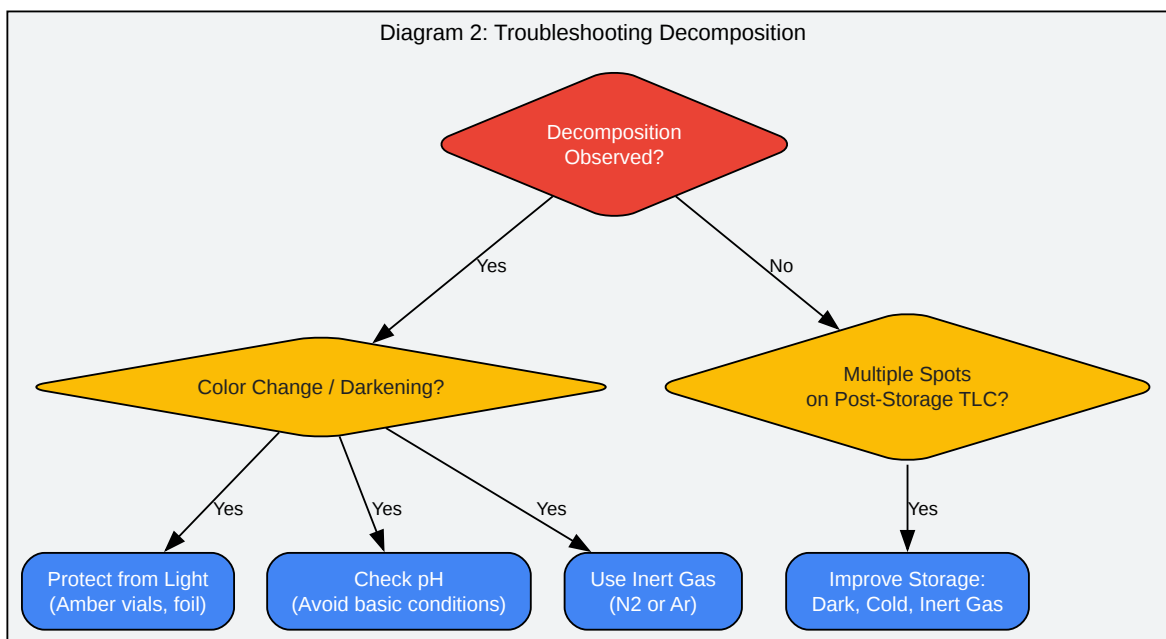 Diagram 2: Troubleshooting Decomposition
Decomposition
Observed?
Yes
No
Color Change / Darkening?
Multiple Spots
on Post-Storage TLC?
Yes
Yes
Yes
Yes
Protect from Light
(Amber vials, foil)
Check pH
(Avoid basic conditions)
Use Inert Gas
(N2 or Ar)
Improve Storage:
Dark, Cold, Inert Gas